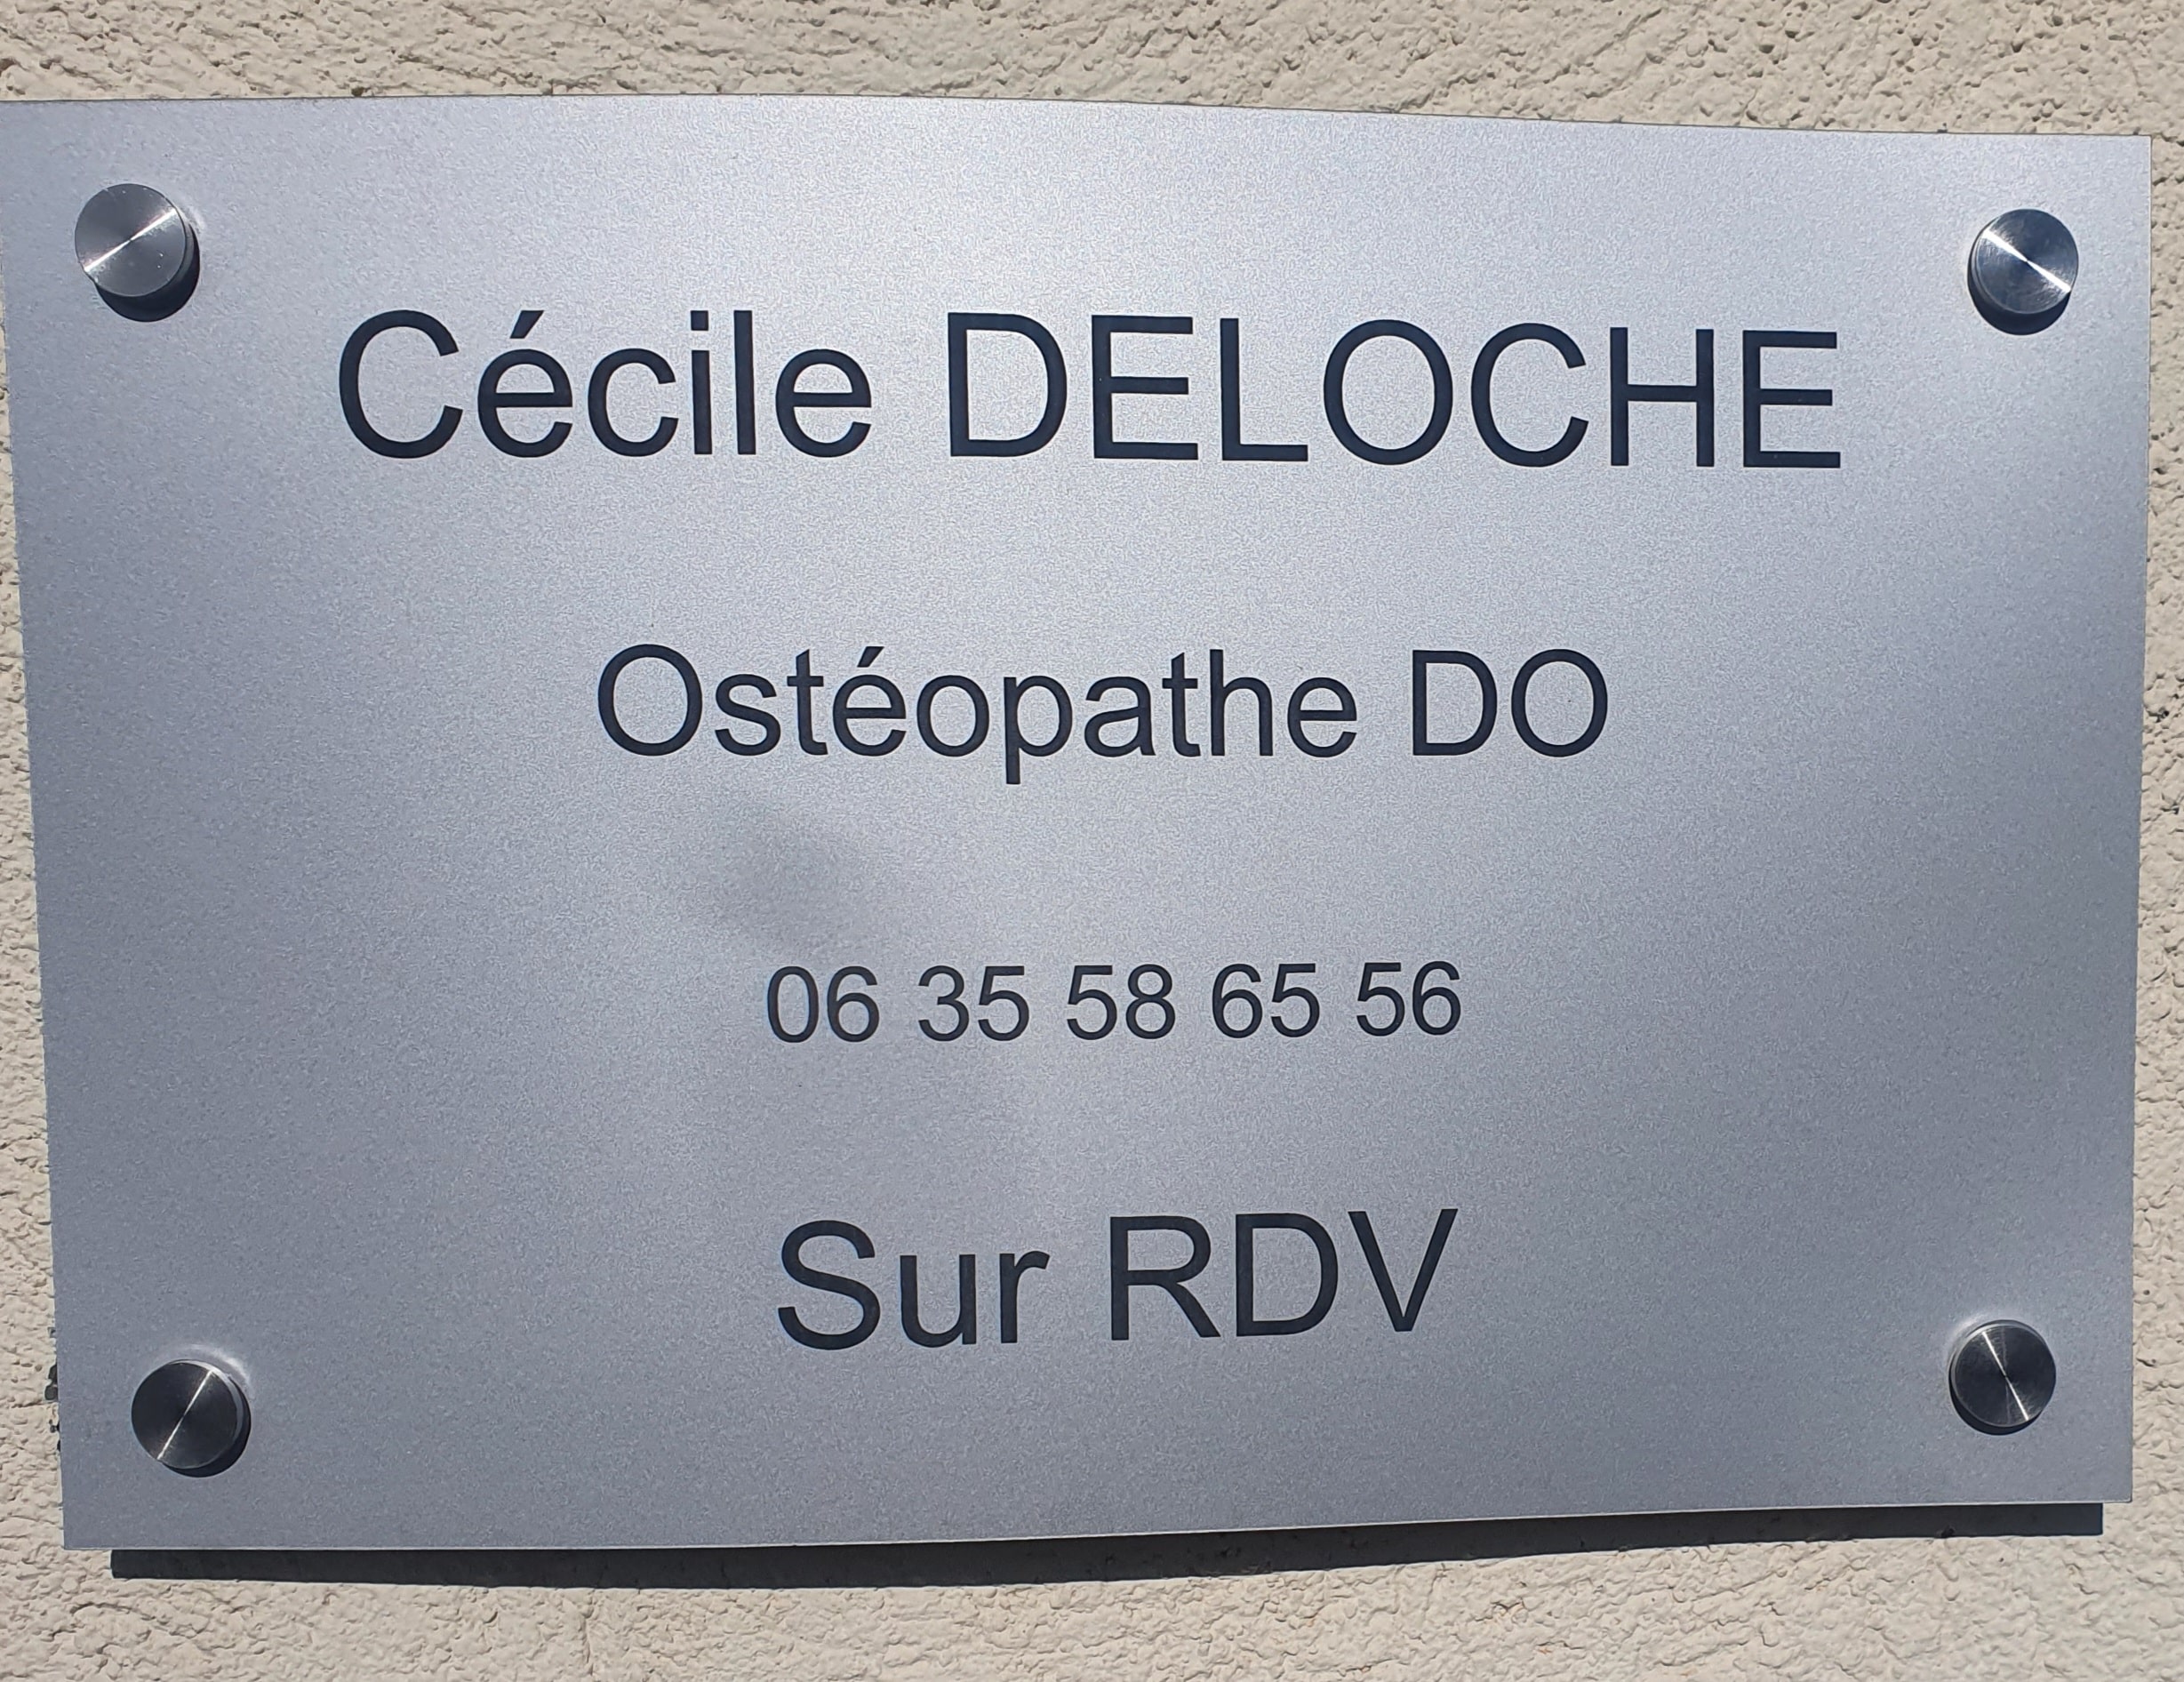 Cécile DELOCHE
Ostéopathe DO
06 35 58 65 56
Sur RDV